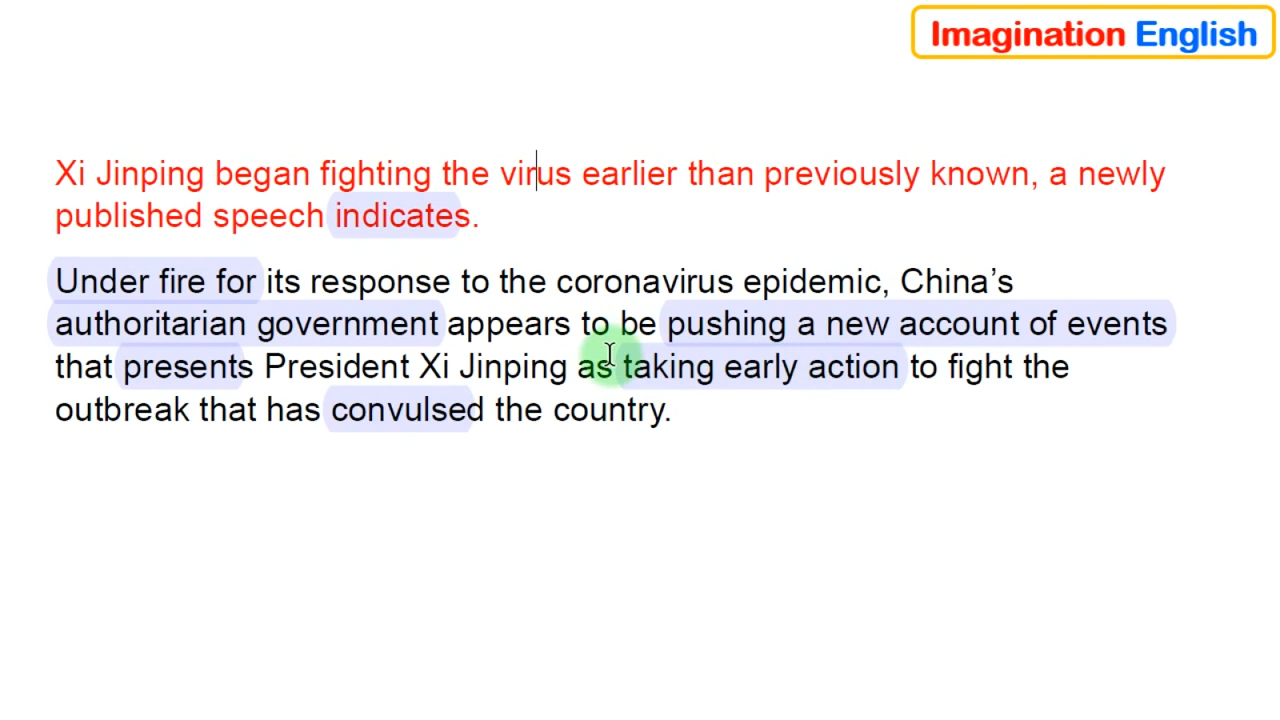 Imagination English
Xi Jinping began fighting the virus earlier than previously known, a newly
published speech indicates.
Under fire for its response to the coronavirus epidemic, China’s
authoritarian government appears to be pushing a new account of events
that presents President Xi Jinping as taking early action to fight the
outbreak that has convulsed the country.